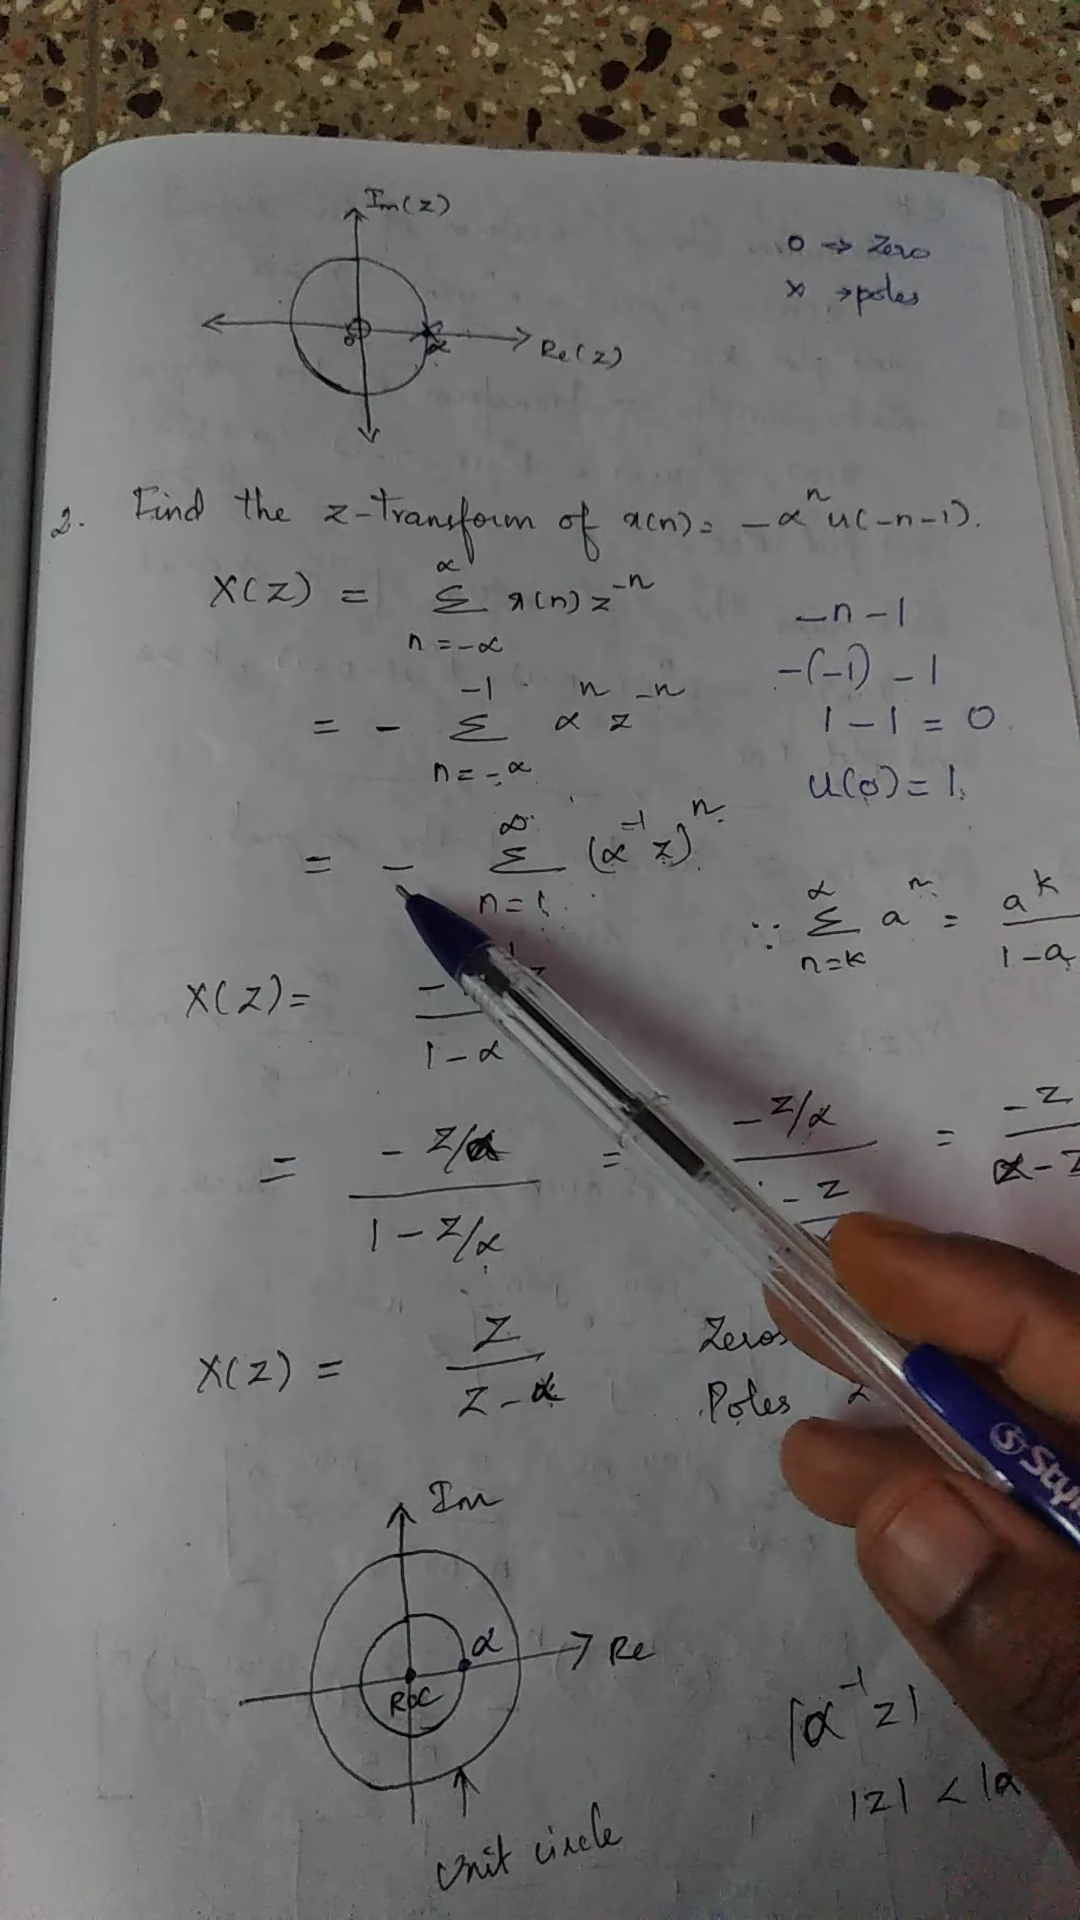 Im(z)
o → Zero
x → poles
o
α
Re(z)
2. Find the z-transform of x(n) = -α^n u(-n-1).
X(z) = Σ_{n=-∝}^{∝} x(n) z^{-n}
-n-1
-(-1) -1
= - Σ_{n=-∝}^{-1} α^n z^{-n}
1-1 = 0
u(0) = 1.
= - Σ_{n=1}^{∞} (α^{-1} z)^n
∵ Σ_{n=k}^{∝} a^n = a^k / 1-a
X(z) = - / 1-α
= -z/α / 1-z/α = -z/α / -z = -z / α-z
X(z) = z / z-α
Zeros
Poles
Im
α
Re
ROC
|α^{-1} z|
|z| < |α
Unit circle
Styl